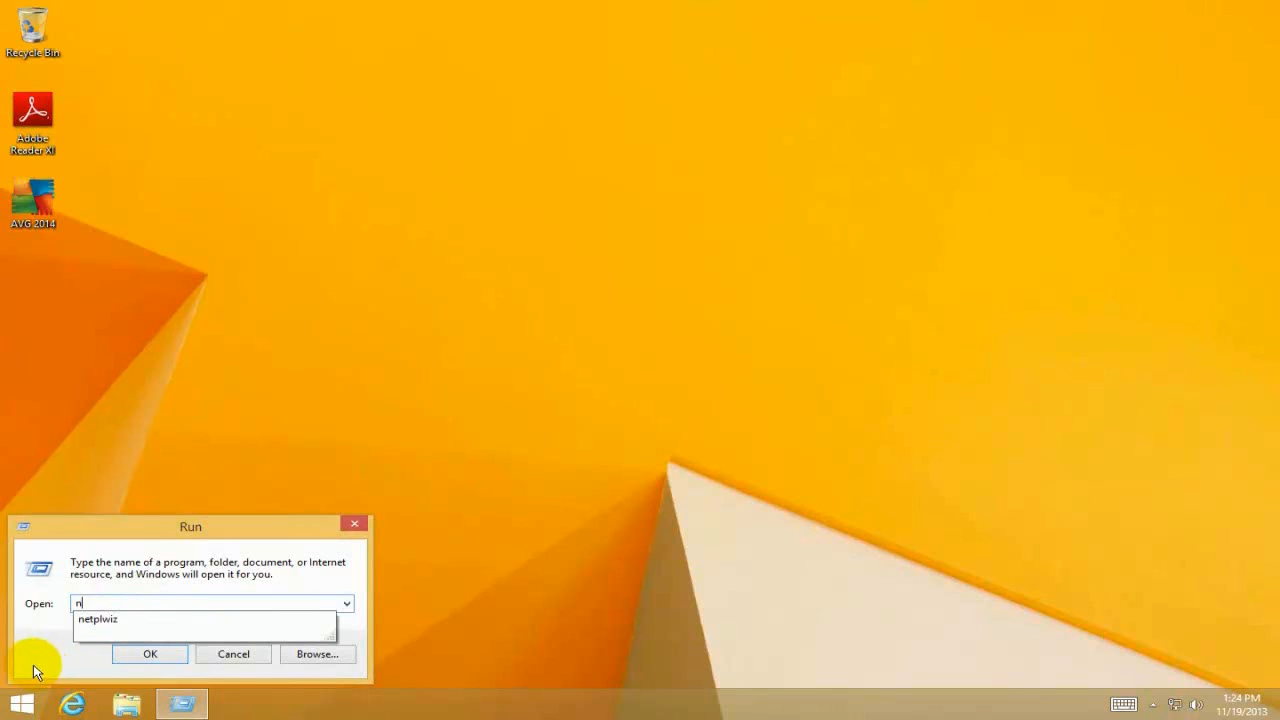 Recycle Bin
Adobe
Reader XI
AVG 2014
Run
Type the name of a program, folder, document, or Internet
resource, and Windows will open it for you.
Open:
n
netplwiz
OK
Cancel
Browse...
1:24 PM
11/19/2013